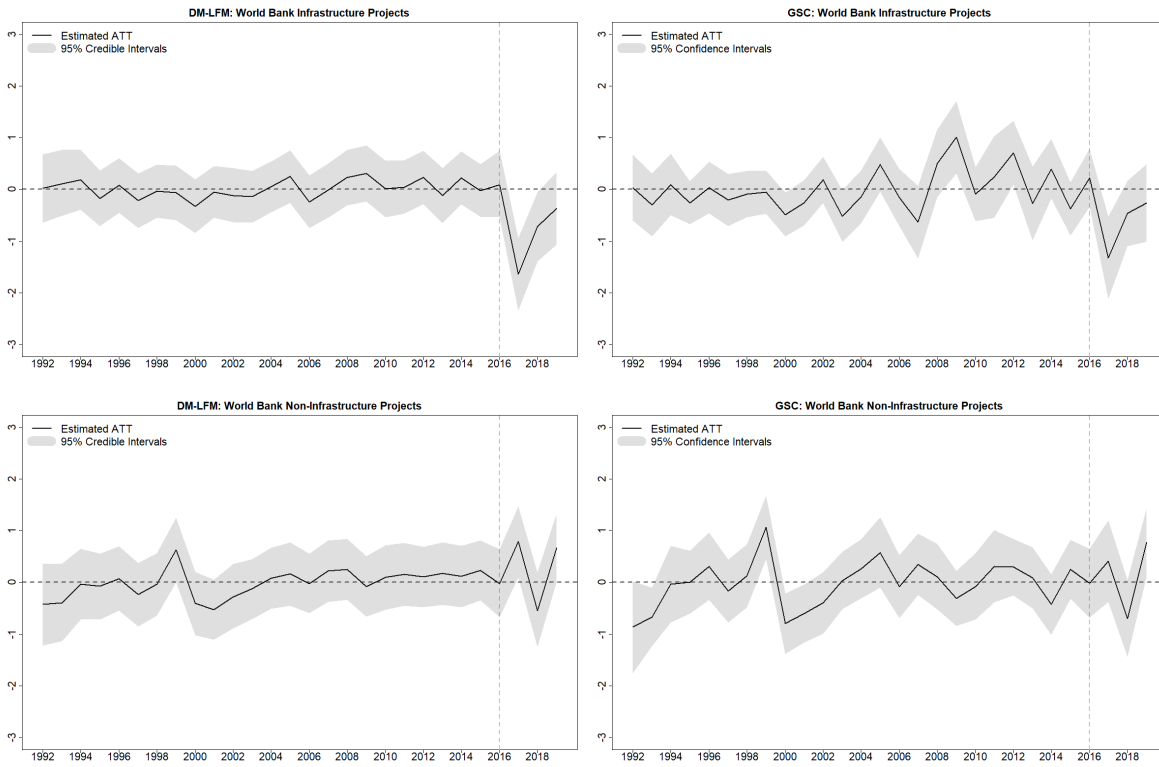 DM-LFM: World Bank Infrastructure Projects
3
2
1
0
-1
-2
-3
Estimated ATT
95% Credible Intervals
1992 1994 1996 1998 2000 2002 2004 2006 2008 2010 2012 2014 2016 2018
GSC: World Bank Infrastructure Projects
3
2
1
0
-1
-2
-3
Estimated ATT
95% Confidence Intervals
1992 1994 1996 1998 2000 2002 2004 2006 2008 2010 2012 2014 2016 2018
DM-LFM: World Bank Non-Infrastructure Projects
3
2
1
0
-1
-2
-3
Estimated ATT
95% Credible Intervals
1992 1994 1996 1998 2000 2002 2004 2006 2008 2010 2012 2014 2016 2018
GSC: World Bank Non-Infrastructure Projects
3
2
1
0
-1
-2
-3
Estimated ATT
95% Confidence Intervals
1992 1994 1996 1998 2000 2002 2004 2006 2008 2010 2012 2014 2016 2018